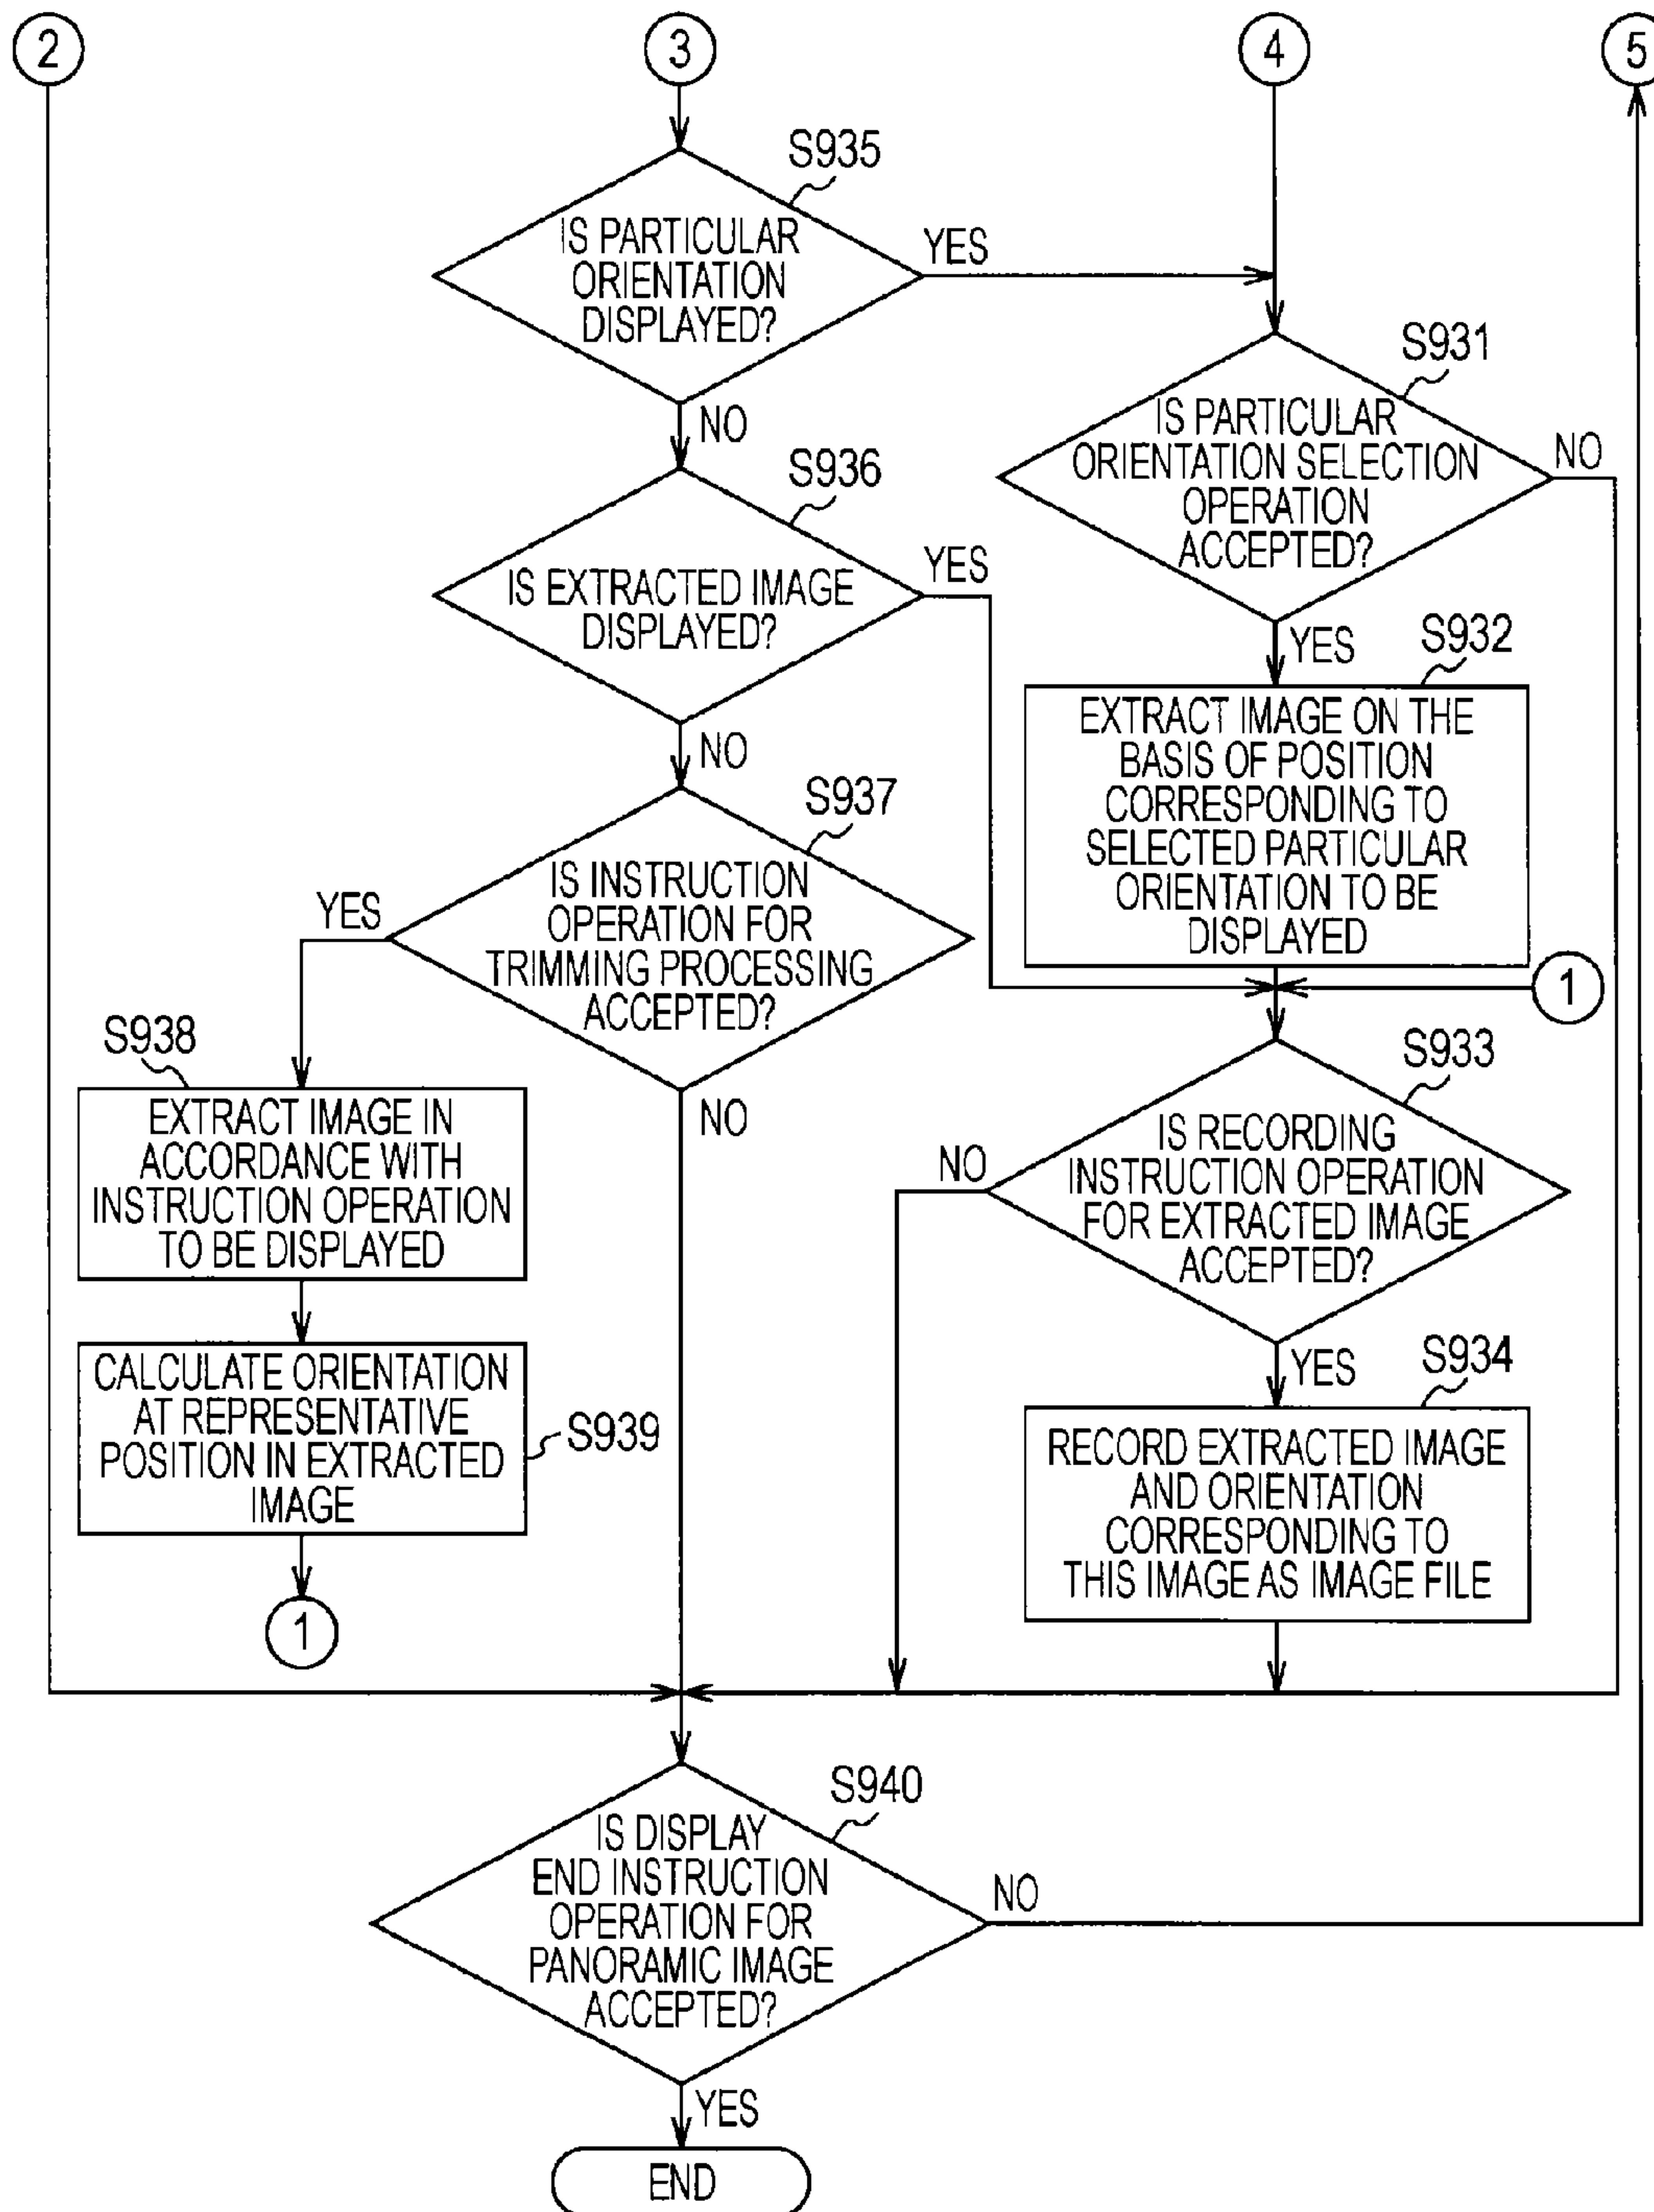 2
3
4
5
S935
IS PARTICULAR
ORIENTATION
DISPLAYED?
YES
NO
S931
IS PARTICULAR
ORIENTATION SELECTION
OPERATION
ACCEPTED?
NO
YES
S936
IS EXTRACTED IMAGE
DISPLAYED?
YES
NO
S932
EXTRACT IMAGE ON THE
BASIS OF POSITION
CORRESPONDING TO
SELECTED PARTICULAR
ORIENTATION TO BE
DISPLAYED
S937
IS INSTRUCTION
OPERATION FOR
TRIMMING PROCESSING
ACCEPTED?
YES
NO
1
S938
EXTRACT IMAGE IN
ACCORDANCE WITH
INSTRUCTION OPERATION
TO BE DISPLAYED
S933
IS RECORDING
INSTRUCTION OPERATION
FOR EXTRACTED IMAGE
ACCEPTED?
NO
YES
CALCULATE ORIENTATION
AT REPRESENTATIVE
POSITION IN EXTRACTED
IMAGE
S939
S934
RECORD EXTRACTED IMAGE
AND ORIENTATION
CORRESPONDING TO
THIS IMAGE AS IMAGE FILE
1
S940
IS DISPLAY
END INSTRUCTION
OPERATION FOR
PANORAMIC IMAGE
ACCEPTED?
NO
YES
END